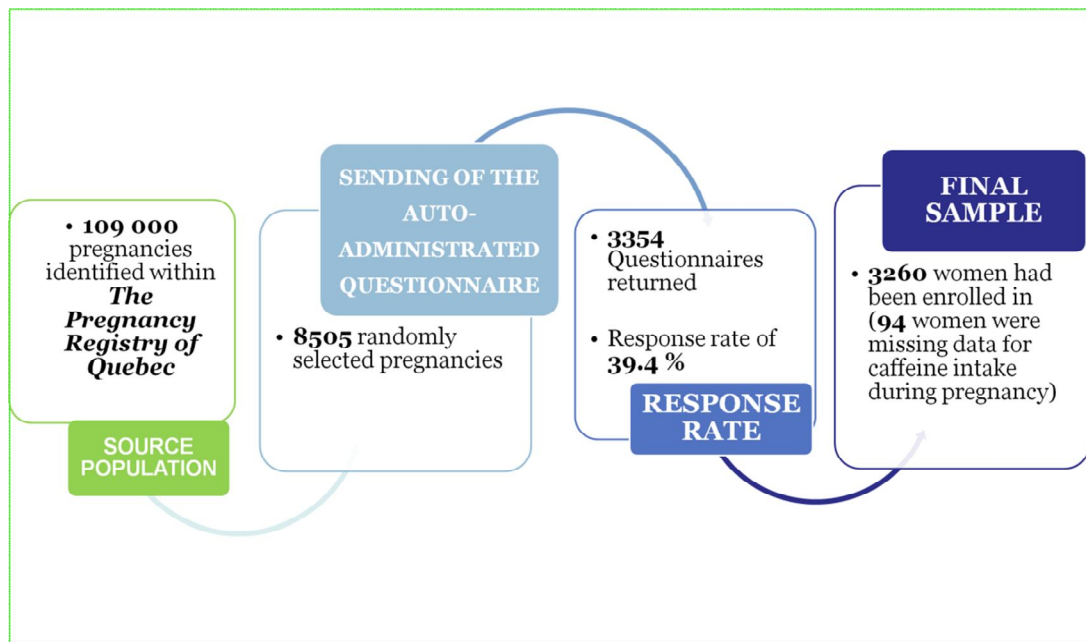 • 109 000
pregnancies
identified within
The
Pregnancy
Registry of
Quebec
SOURCE
POPULATION
SENDING OF THE
AUTO-
ADMINISTRATED
QUESTIONNAIRE
• 8505 randomly
selected pregnancies
• 3354
Questionnaires
returned
• Response rate of
39.4 %
RESPONSE
RATE
FINAL
SAMPLE
• 3260 women had
been enrolled in
(94 women were
missing data for
caffeine intake
during pregnancy)